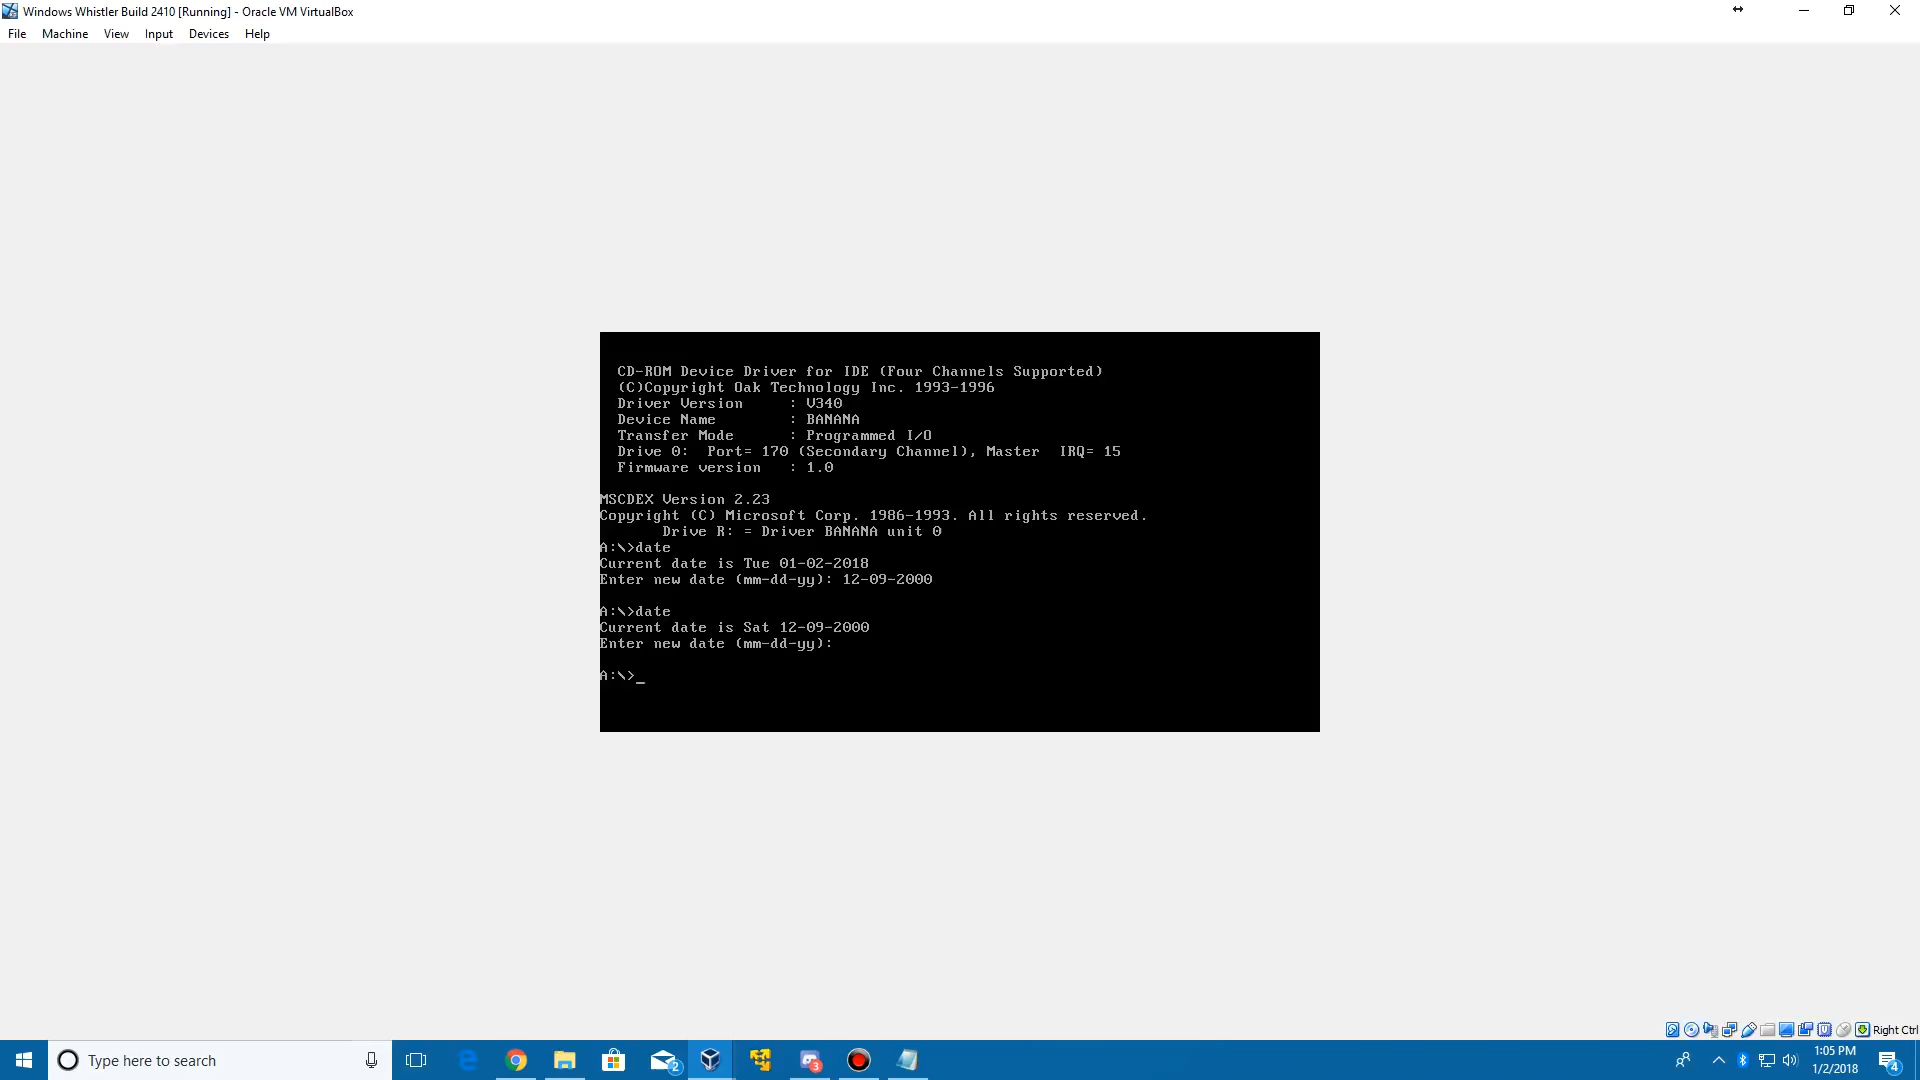 Windows Whistler Build 2410 [Running] - Oracle VM VirtualBox
File Machine View Input Devices Help
CD-ROM Device Driver for IDE (Four Channels Supported)
(C)Copyright Oak Technology Inc. 1993-1996
Driver Version : V340
Device Name : BANANA
Transfer Mode : Programmed I/O
Drive 0: Port= 170 (Secondary Channel), Master IRQ= 15
Firmware version : 1.0
MSCDEX Version 2.23
Copyright (C) Microsoft Corp. 1986-1993. All rights reserved.
Drive R: = Driver BANANA unit 0
A:\>date
Current date is Tue 01-02-2018
Enter new date (mm-dd-yy): 12-09-2000
A:\>date
Current date is Sat 12-09-2000
Enter new date (mm-dd-yy):
A:\>_
Right Ctrl
Type here to search
2
3
1:05 PM
1/2/2018
4